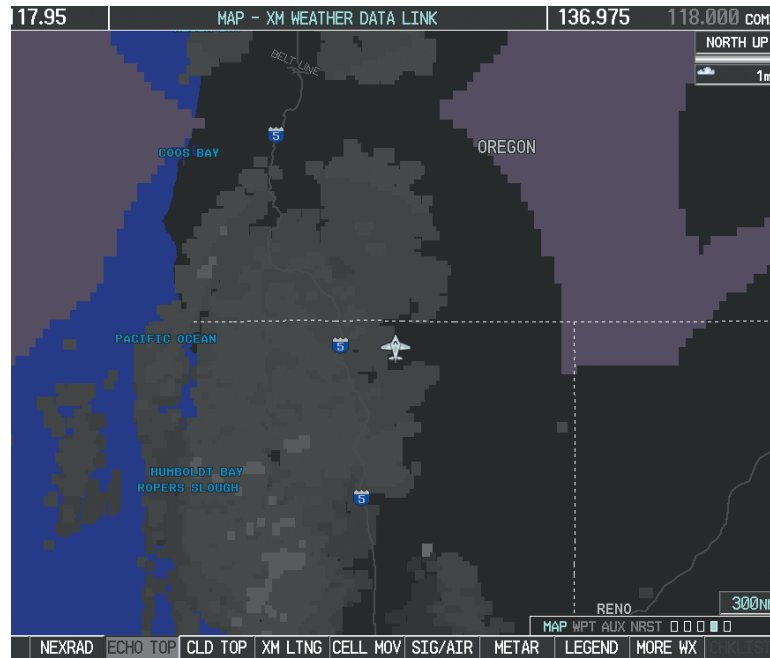 117.95 MAP - XM WEATHER DATA LINK 136.975 118.000 COM
NORTH UP
BELT LINE
5
COOS BAY
OREGON
PACIFIC OCEAN
5
HUMBOLDT BAY
ROPERS SLOUGH
5
RENO
300NM
MAP WPT AUX NRST
NEXRAD ECHO TOP CLD TOP XM LTNG CELL MOV SIG/AIR METAR LEGEND MORE WX CHKLIST